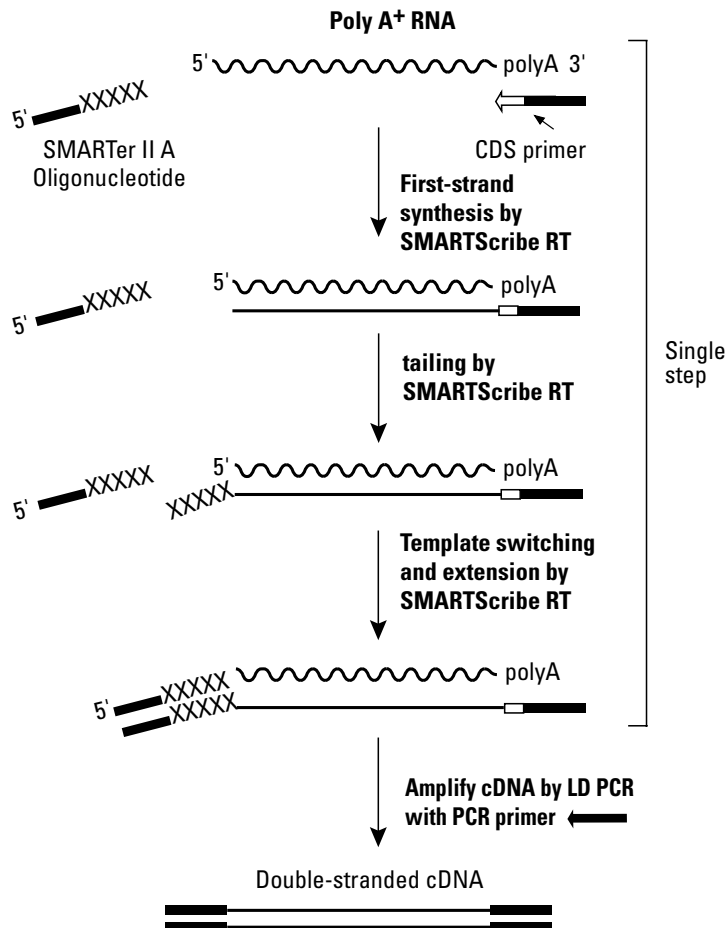 Poly A+ RNA
5' polyA 3'
5' XXXXX
SMARTer II A
Oligonucleotide
CDS primer
First-strand
synthesis by
SMARTScribe RT
5' polyA
5' XXXXX
tailing by
SMARTScribe RT
Single
step
5' polyA
5' XXXXX
XXXXX
Template switching
and extension by
SMARTScribe RT
polyA
5' XXXXX
XXXXX
Amplify cDNA by LD PCR
with PCR primer
Double-stranded cDNA